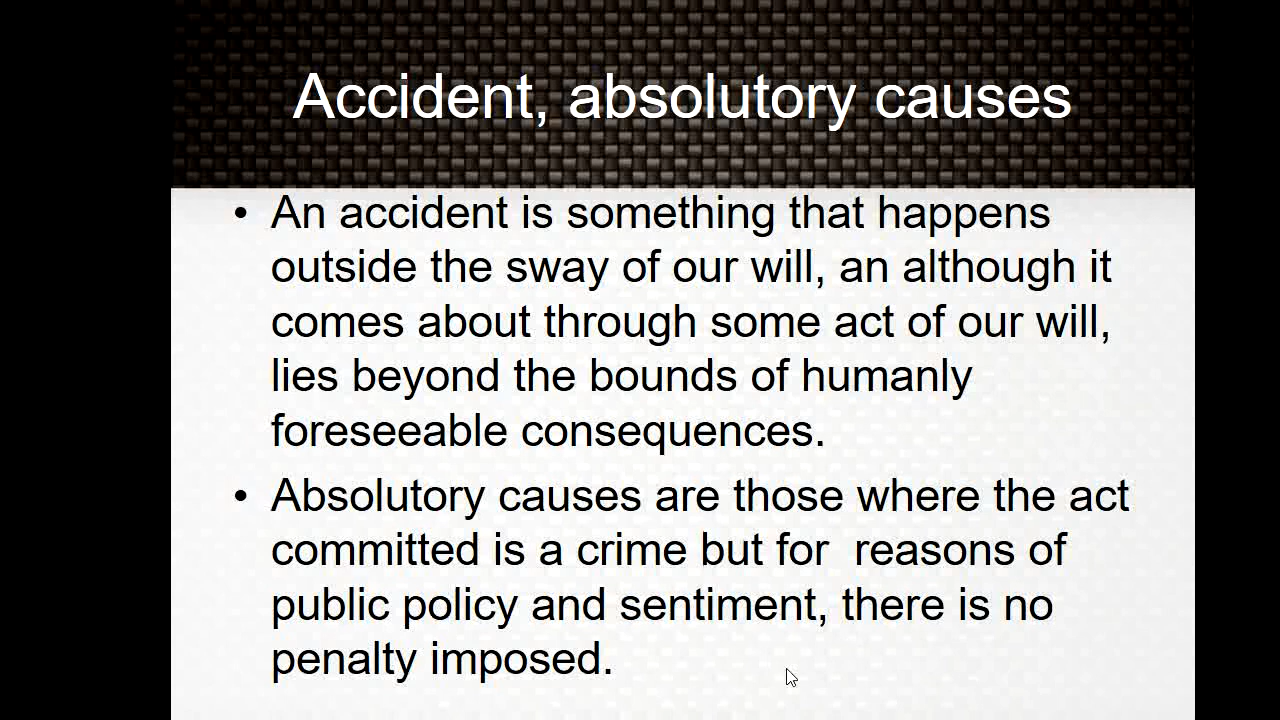 Accident, absolutory causes
• An accident is something that happens
outside the sway of our will, an although it
comes about through some act of our will,
lies beyond the bounds of humanly
foreseeable consequences.
• Absolutory causes are those where the act
committed is a crime but for  reasons of
public policy and sentiment, there is no
penalty imposed.